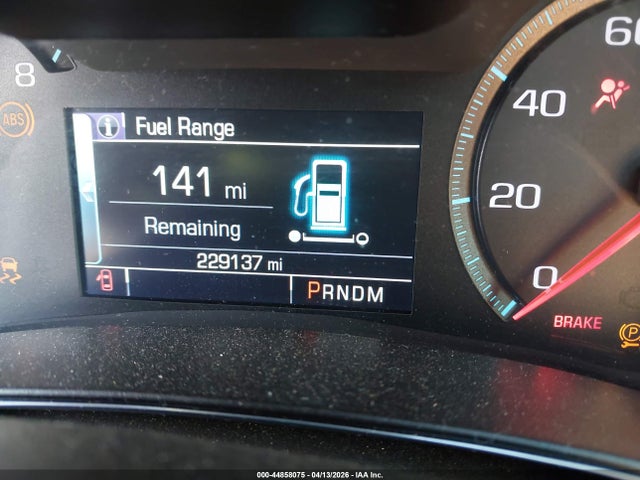 60
8
Fuel Range
40
ABS
141 mi
20
Remaining
229137 mi
0
PRNDM
BRAKE
P
000-44858075 - 04/13/2026 - IAA Inc.